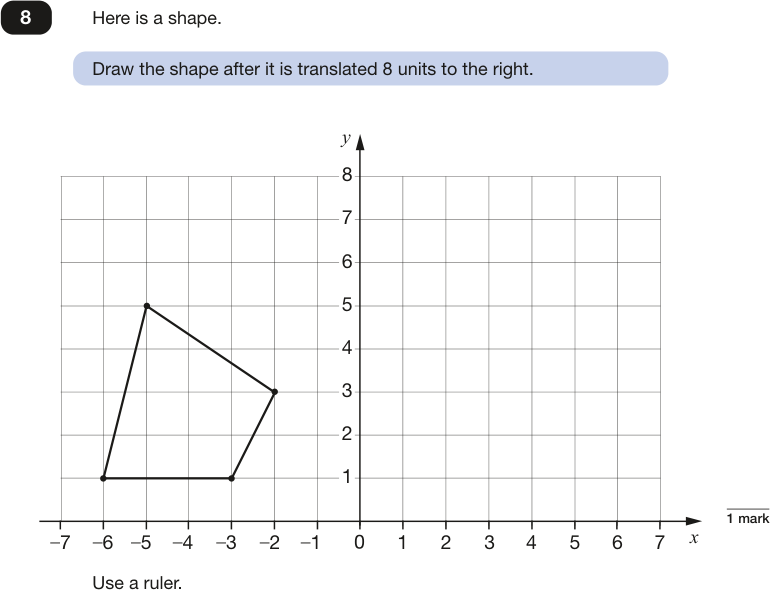 8 Here is a shape.
Draw the shape after it is translated 8 units to the right.
y
8
7
6
5
4
3
2
1
–7 –6 –5 –4 –3 –2 –1 0 1 2 3 4 5 6 7 x
1 mark
Use a ruler.